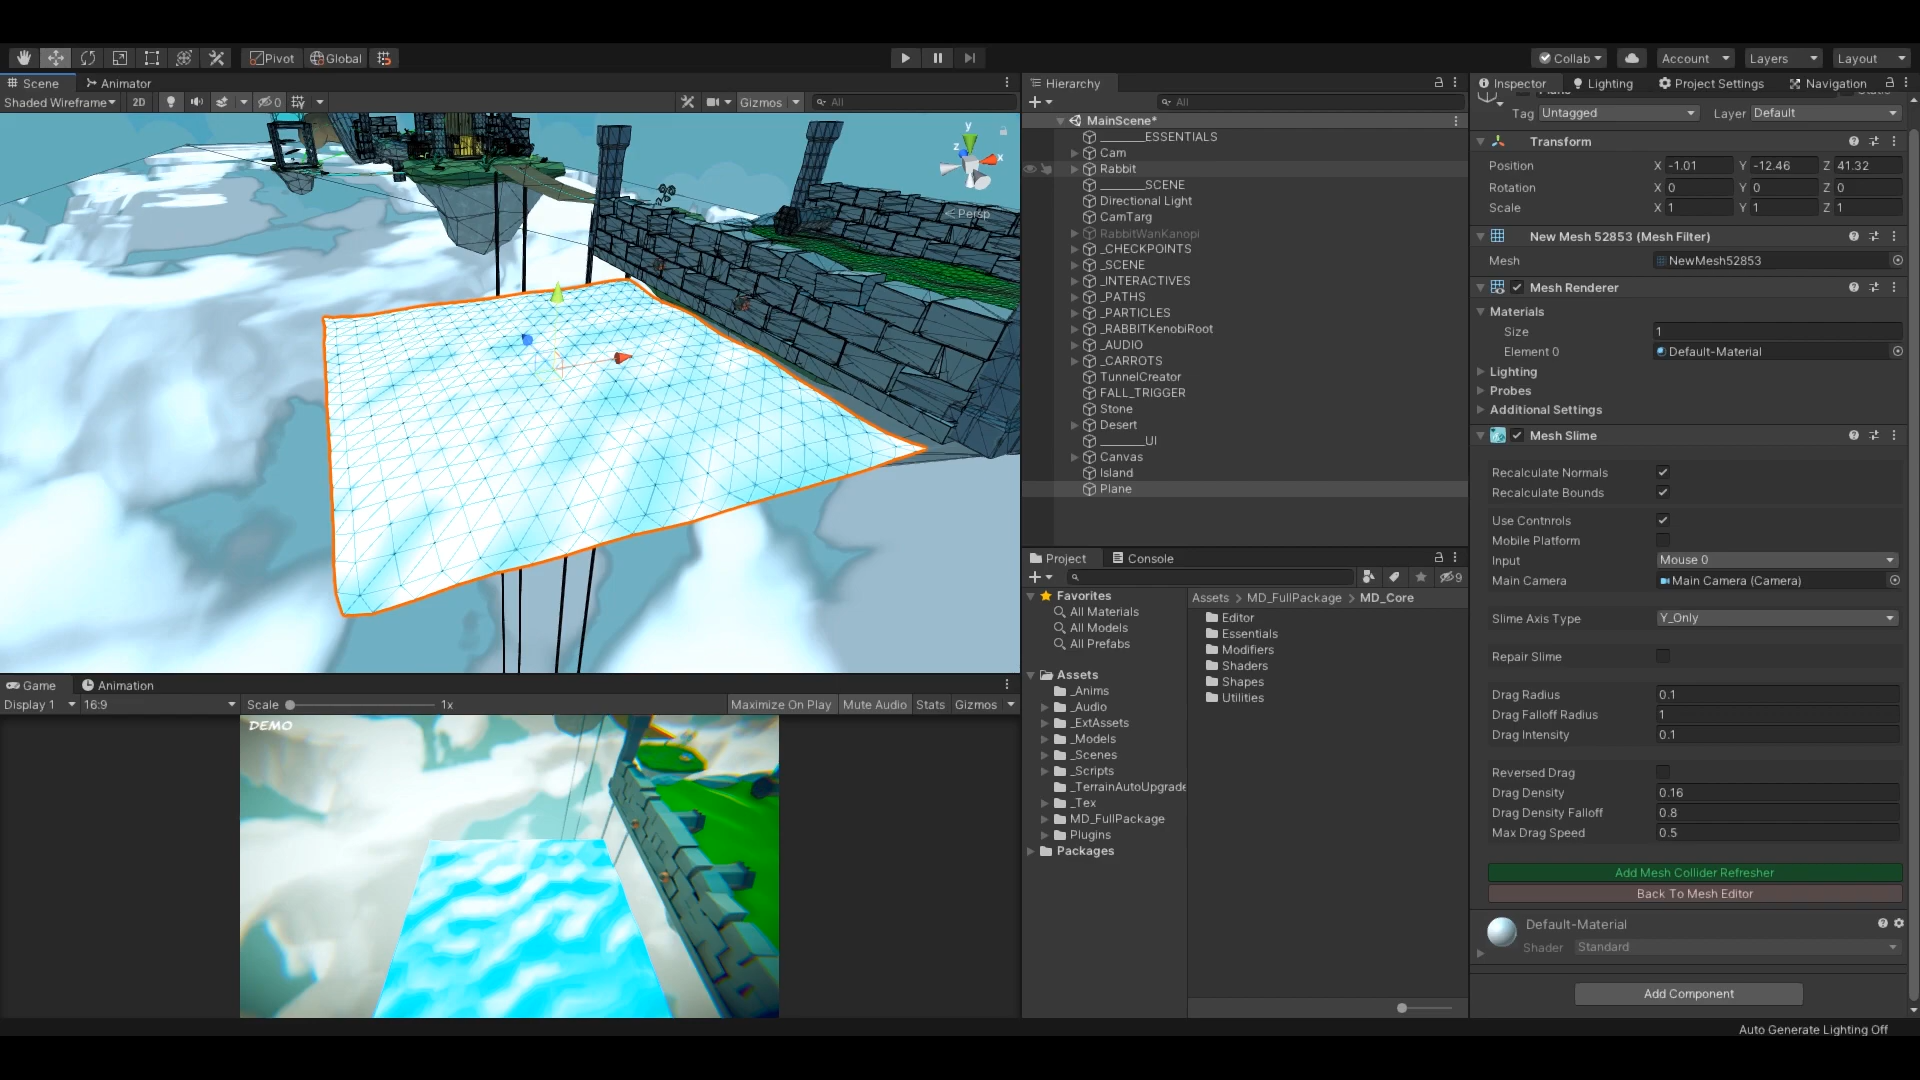 Pivot Global Collab Account Layers Layout
Scene Animator
Shaded Wireframe 2D 0 Gizmos All
y
z x
Persp
Game Animation
Display 1 16:9 Scale 1x Maximize On Play Mute Audio Stats Gizmos
DEMO
Hierarchy
All
MainScene*
_______ESSENTIALS
Cam
Rabbit
_______SCENE
Directional Light
CamTarg
RabbitWanKanopi
_CHECKPOINTS
_SCENE
_INTERACTIVES
_PATHS
_PARTICLES
_RABBITKenobiRoot
_AUDIO
_CARROTS
TunnelCreator
FALL_TRIGGER
Stone
Desert
_______UI
Canvas
Island
Plane
Project Console
9
Favorites
All Materials
All Models
All Prefabs
Assets
_Anims
_Audio
_ExtAssets
_Models
_Scenes
_Scripts
_TerrainAutoUpgrade
_Tex
MD_FullPackage
Plugins
Packages
Assets > MD_FullPackage > MD_Core
Editor
Essentials
Modifiers
Shaders
Shapes
Utilities
Inspector Lighting Project Settings Navigation
Tag Untagged Layer Default
Transform
Position X -1.01 Y -12.46 Z 41.32
Rotation X 0 Y 0 Z 0
Scale X 1 Y 1 Z 1
New Mesh 52853 (Mesh Filter)
Mesh NewMesh52853
Mesh Renderer
Materials
Size 1
Element 0 Default-Material
Lighting
Probes
Additional Settings
Mesh Slime
Recalculate Normals
Recalculate Bounds
Use Contnrols
Mobile Platform
Input Mouse 0
Main Camera Main Camera (Camera)
Slime Axis Type Y_Only
Repair Slime
Drag Radius 0.1
Drag Falloff Radius 1
Drag Intensity 0.1
Reversed Drag
Drag Density 0.16
Drag Density Falloff 0.8
Max Drag Speed 0.5
Add Mesh Collider Refresher
Back To Mesh Editor
Default-Material
Shader Standard
Add Component
Auto Generate Lighting Off